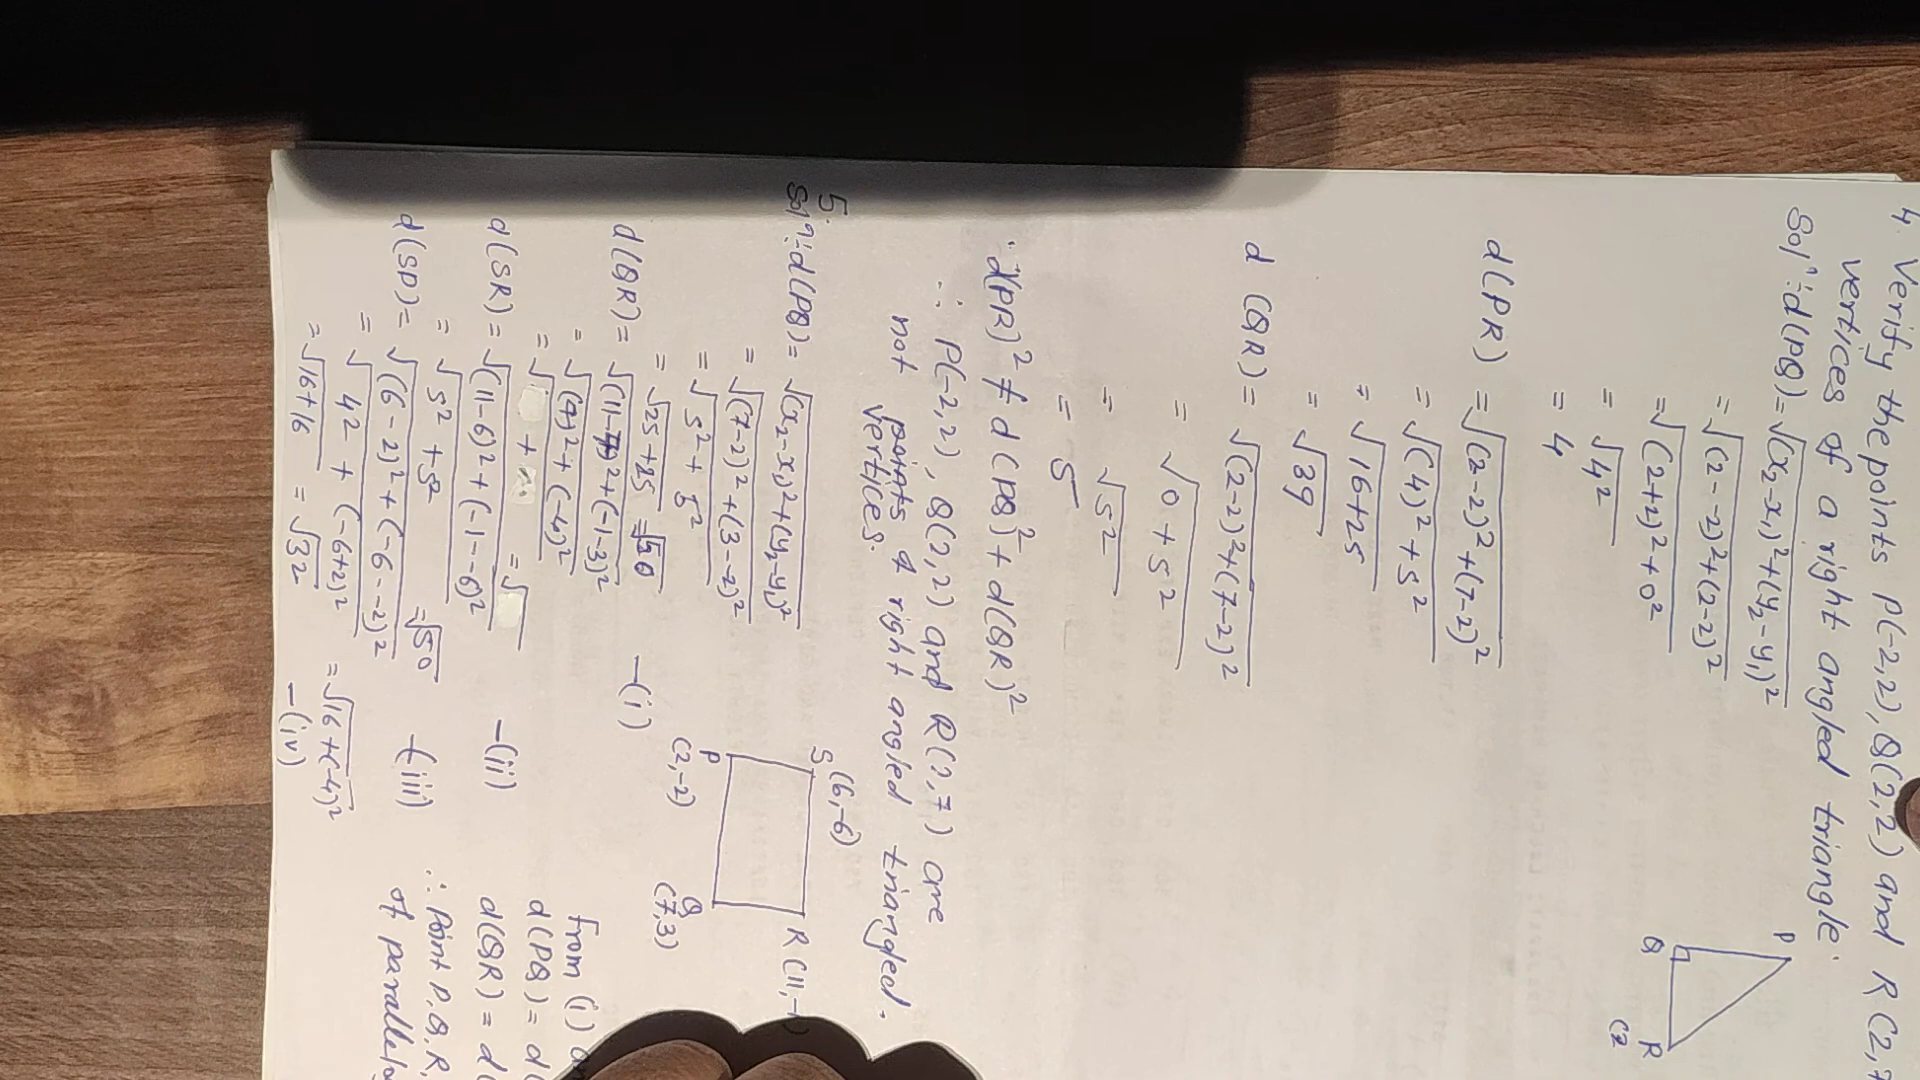 4. Verify the points P(-2,2), Q(2,2) and R(2,7
vertices of a right angled triangle.
Solⁿ:- d(PQ) = √(x₂-x₁)²+(y₂-y₁)²
= √(2--2)²+(2-2)²
= √(2+2)²+0²
= √4²
= 4
P
Q
R
(2
d(PR) = √(2-2)²+(7-2)²
= √(4)²+5²
= √16+25
= √39
d(QR) = √(2-2)²+(7-2)²
= √0+5²
= √5²
= 5
∵ d(PR)² ≠ d(PQ)² + d(QR)²
∴ P(-2,2), Q(2,2) and R(2,7) are
not points of right angled triangled.
vertices.
5.
Solⁿ:- d(PQ) = √(x₂-x₁)²+(y₂-y₁)²
= √(7-2)²+(3--2)²
= √5²+5²
= √25+25 = √50 -(i)
S (6,-6)
R (11,-1)
P
(2,-2)
Q
(7,3)
d(QR) = √(11-7)²+(-1-3)²
= √(4)²+(-4)²
= √ + = √ -(ii)
d(SR) = √(11-6)²+(-1--6)²
= √5²+5² = √50 -(iii)
d(SP) = √(6-2)²+(-6--2)²
= √42+(-6+2)² = √16+(-4)²
= √16+16 = √32 -(iv)
From (i)
d(PQ) = d(
d(QR) = d(
∴ Point P, Q, R,
of parallelog